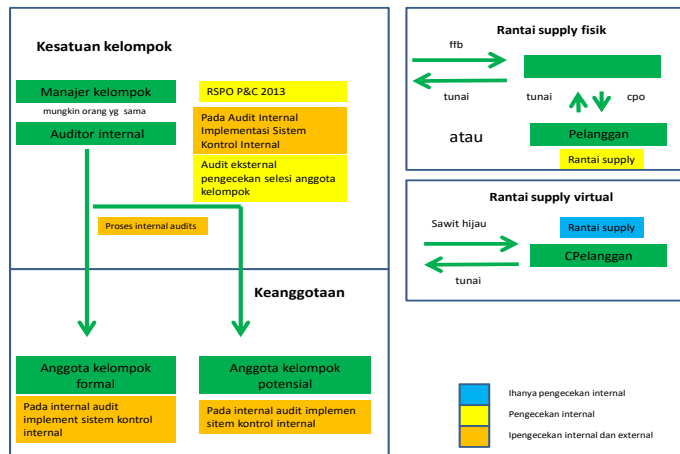 Kesatuan kelompok
Manajer kelompok
mungkin orang yg sama
Auditor internal
RSPO P&C 2013
Pada Audit Internal
Implementasi Sistem
Kontrol Internal
Audit eksternal
pengecekan selesi anggota
kelompok
Proses internal audits
Keanggotaan
Anggota kelompok
formal
Pada internal audit
implement sistem kontrol
internal
Anggota kelompok
potensial
Pada internal audit implemen
sitem kontrol internal
Rantai supply fisik
ffb
tunai
tunai
cpo
atau
Pelanggan
Rantai supply
Rantai supply virtual
Sawit hijau
Rantai supply
CPelanggan
tunai
Ihanya pengecekan internal
Pengecekan internal
Ipengecekan internal dan external